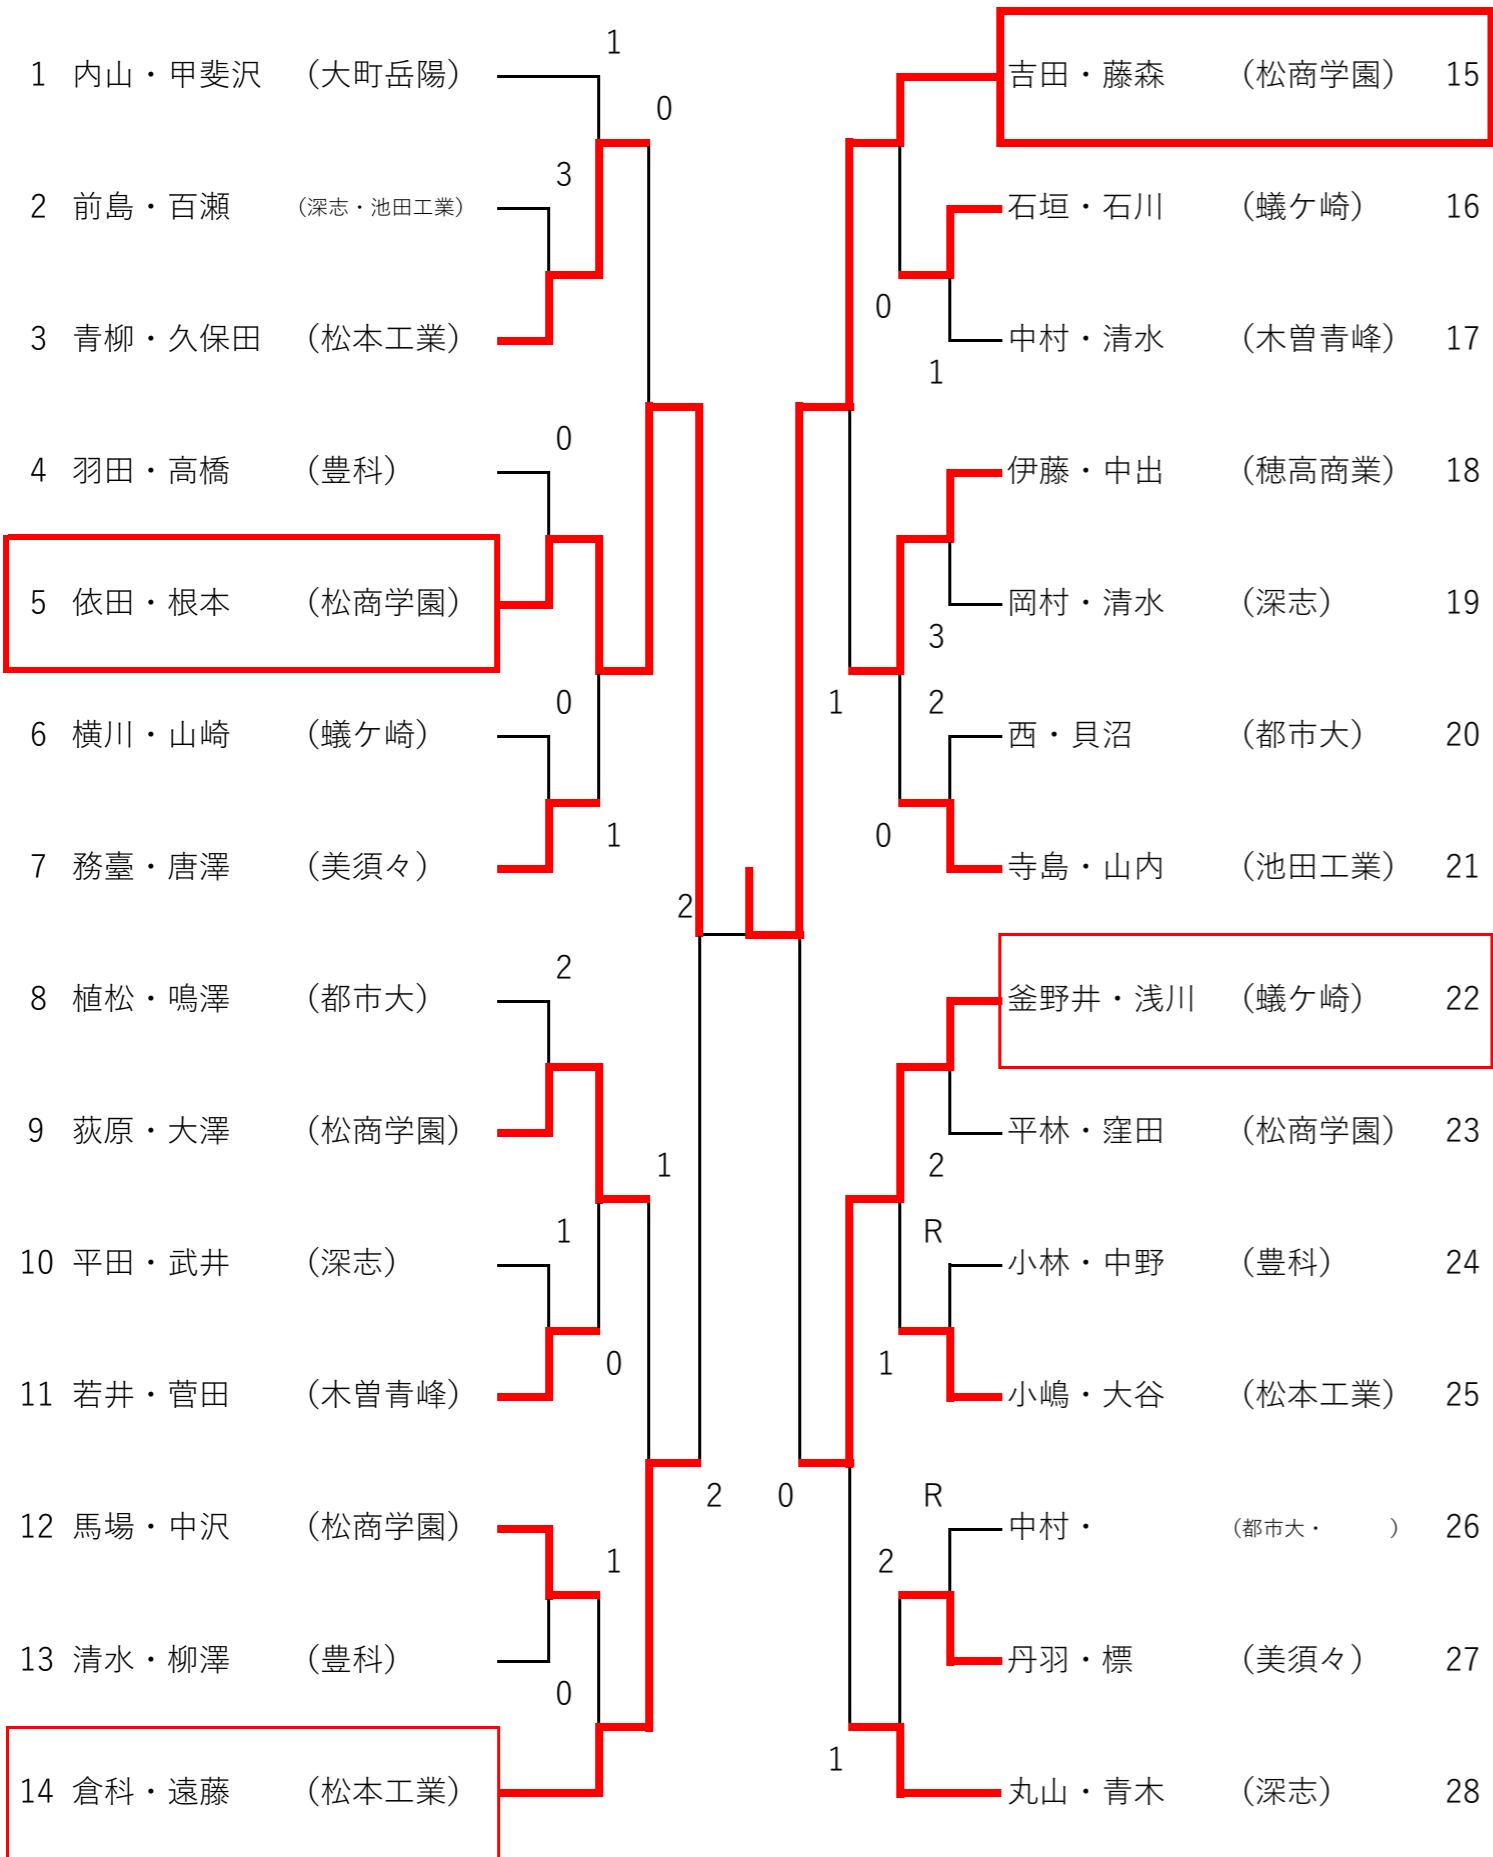 1
1 内山・甲斐沢 (大町岳陽)
吉田・藤森 (松商学園) 15
0
3
2 前島・百瀬 (深志・池田工業)
石垣・石川 (蟻ケ崎) 16
0
3 青柳・久保田 (松本工業)
中村・清水 (木曽青峰) 17
1
0
4 羽田・高橋 (豊科)
伊藤・中出 (穂高商業) 18
5 依田・根本 (松商学園)
岡村・清水 (深志) 19
3
0
1
2
6 横川・山崎 (蟻ケ崎)
西・貝沼 (都市大) 20
1
0
7 務臺・唐澤 (美須々)
寺島・山内 (池田工業) 21
2
2
8 植松・鳴澤 (都市大)
釜野井・浅川 (蟻ケ崎) 22
9 荻原・大澤 (松商学園)
平林・窪田 (松商学園) 23
1
2
1
R
10 平田・武井 (深志)
小林・中野 (豊科) 24
0
1
11 若井・菅田 (木曽青峰)
小嶋・大谷 (松本工業) 25
2
0
R
12 馬場・中沢 (松商学園)
中村・ (都市大・ ) 26
1
2
13 清水・柳澤 (豊科)
丹羽・標 (美須々) 27
0
1
14 倉科・遠藤 (松本工業)
丸山・青木 (深志) 28